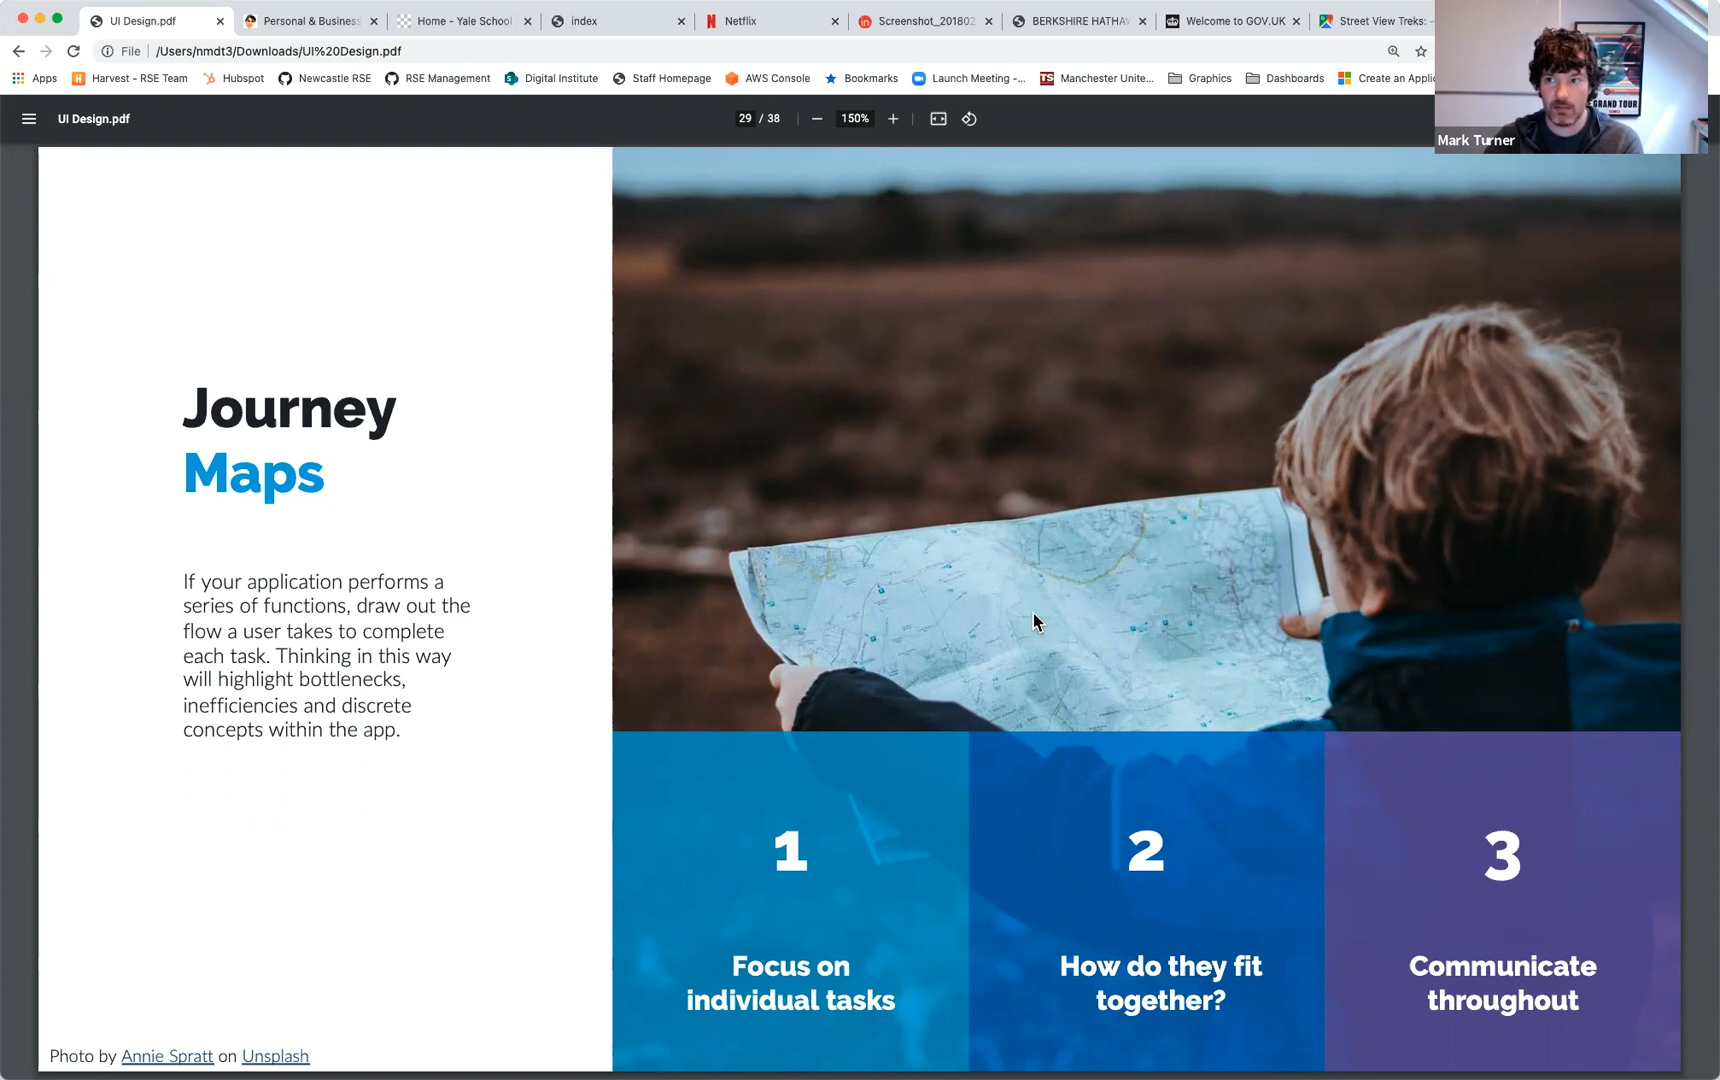 UI Design.pdf
Personal & Business
Home - Yale School
index
Netflix
Screenshot_201802
BERKSHIRE HATHA
Welcome to GOV.UK
Street View Treks:
File
/Users/nmdt3/Downloads/UI%20Design.pdf
Apps
Harvest - RSE Team
Hubspot
Newcastle RSE
RSE Management
Digital Institute
Staff Homepage
AWS Console
Bookmarks
Launch Meeting -...
Manchester Unite...
Graphics
Dashboards
Create an Applic
GRAND TOUR
Mark Turner
UI Design.pdf
29 / 38
150%
Journey
Maps
If your application performs a
series of functions, draw out the
flow a user takes to complete
each task. Thinking in this way
will highlight bottlenecks,
inefficiencies and discrete
concepts within the app.
1
Focus on
individual tasks
2
How do they fit
together?
3
Communicate
throughout
Photo by Annie Spratt on Unsplash